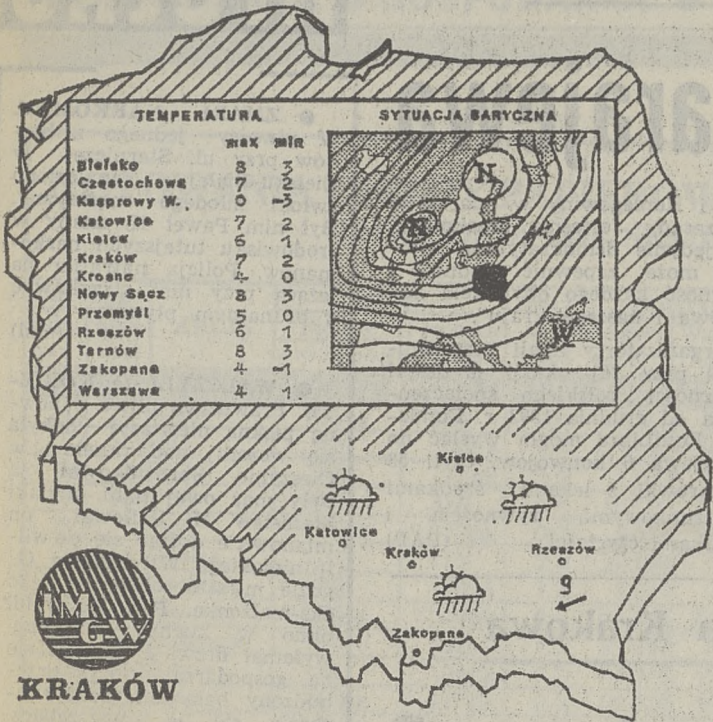 TEMPERATURA
max min
Bielsko 8 3
Częstochowa 7 2
Kasprowy W. 0 -3
Katowice 7 2
Kielce 6 1
Kraków 7 2
Krosno 4 0
Nowy Sącz 8 3
Przemyśl 5 0
Rzeszów 6 1
Tarnów 8 3
Zakopane 4 -1
Warszawa 4 1
SYTUACJA BARYCZNA
N
N
W
Kielce
Katowice
Kraków
Rzeszów
9
Zakopane
IM
GW
KRAKÓW